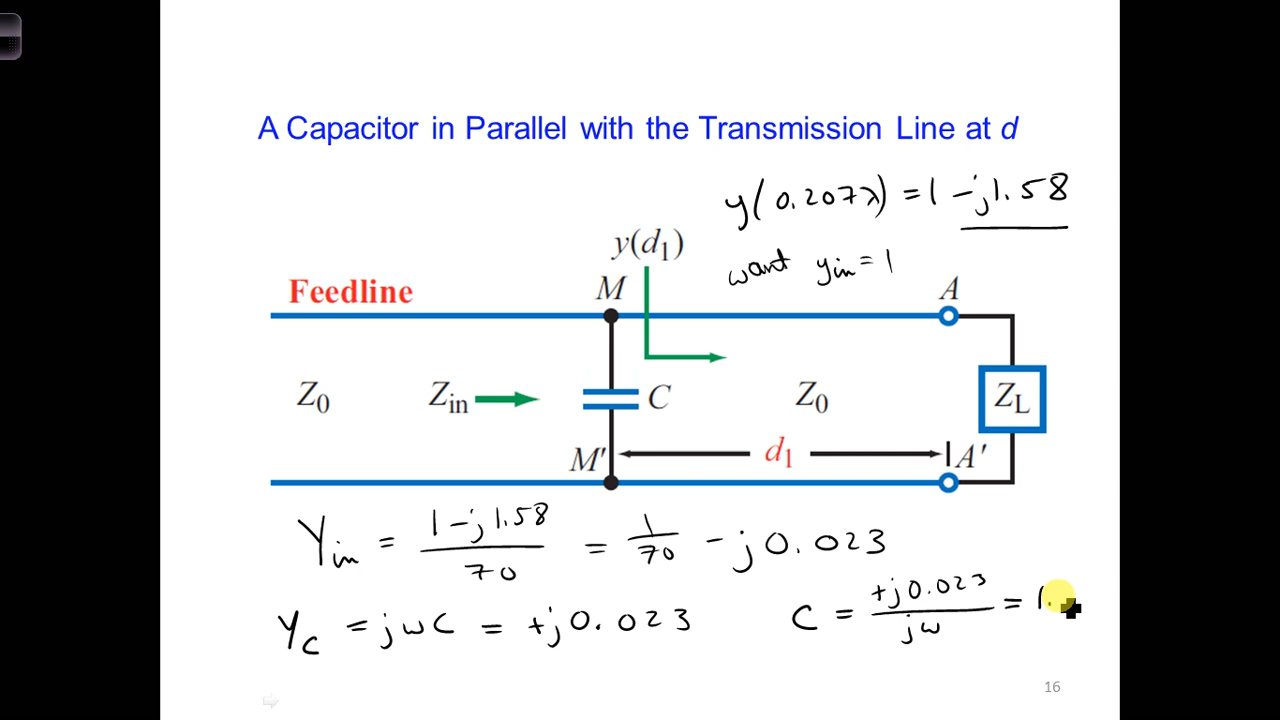 A Capacitor in Parallel with the Transmission Line at d
y(0.207λ) = 1 - j1.58
y(d1)
want yin = 1
Feedline
M
A
Z0
Zin
C
Z0
ZL
M'
d1
A'
Yin = (1 - j1.58)/70 = 1/70 - j0.023
YC = jωC = +j0.023
C = +j0.023/jω = 1.
16